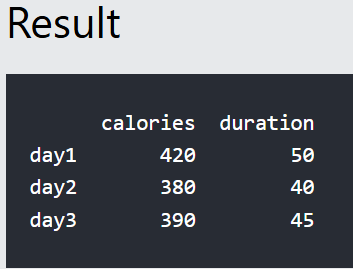 Result
calories duration
day1 420 50
day2 380 40
day3 390 45